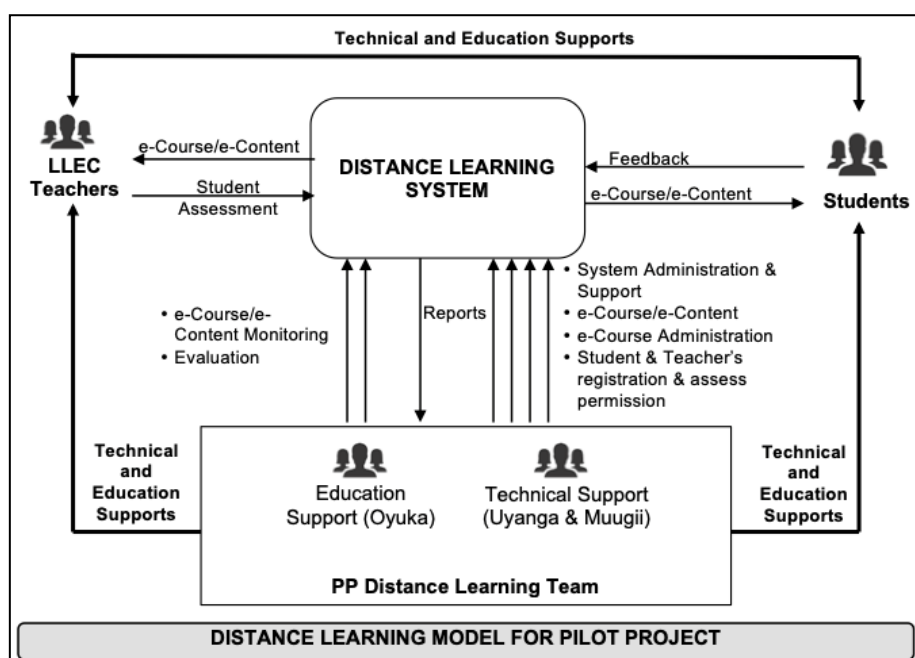 Technical and Education Supports
LLEC
Teachers
e-Course/e-Content
Student
Assessment
DISTANCE LEARNING
SYSTEM
Feedback
e-Course/e-Content
Students
• e-Course/e-
Content Monitoring
• Evaluation
Reports
• System Administration &
Support
• e-Course/e-Content
• e-Course Administration
• Student & Teacher's
registration & assess
permission
Technical
and
Education
Supports
Education
Support (Oyuka)
Technical Support
(Uyanga & Muugii)
Technical
and
Education
Supports
PP Distance Learning Team
DISTANCE LEARNING MODEL FOR PILOT PROJECT